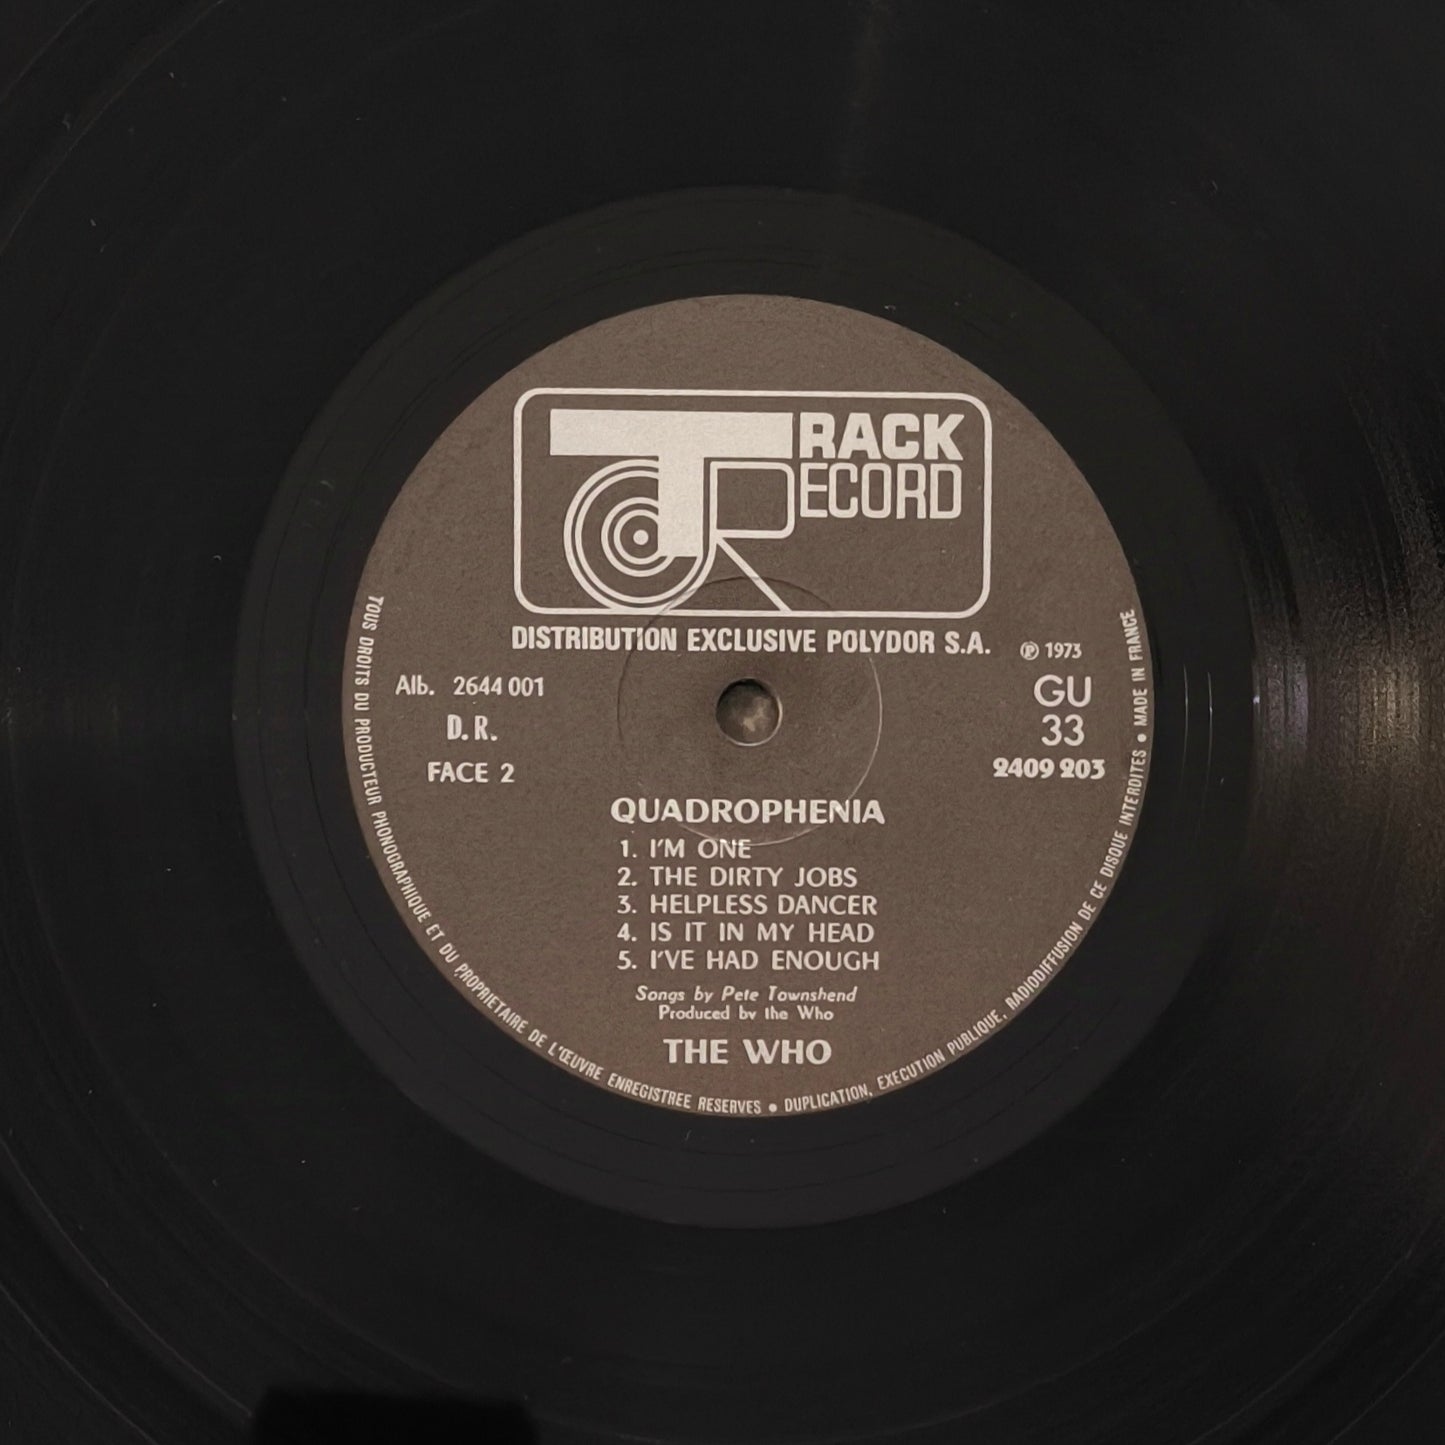 TRACK
RECORD
DISTRIBUTION EXCLUSIVE POLYDOR S.A.
℗ 1973
Alb. 2644 001
D.R.
FACE 2
GU
33
2409 203
QUADROPHENIA
1. I'M ONE
2. THE DIRTY JOBS
3. HELPLESS DANCER
4. IS IT IN MY HEAD
5. I'VE HAD ENOUGH
Songs by Pete Townshend
Produced by the Who
THE WHO
TOUS DROITS DU PRODUCTEUR PHONOGRAPHIQUE ET DU PROPRIETAIRE DE L'ŒUVRE ENREGISTREE RESERVES • DUPLICATION, EXECUTION PUBLIQUE, RADIODIFFUSION DE CE DISQUE INTERDITES • MADE IN FRANCE